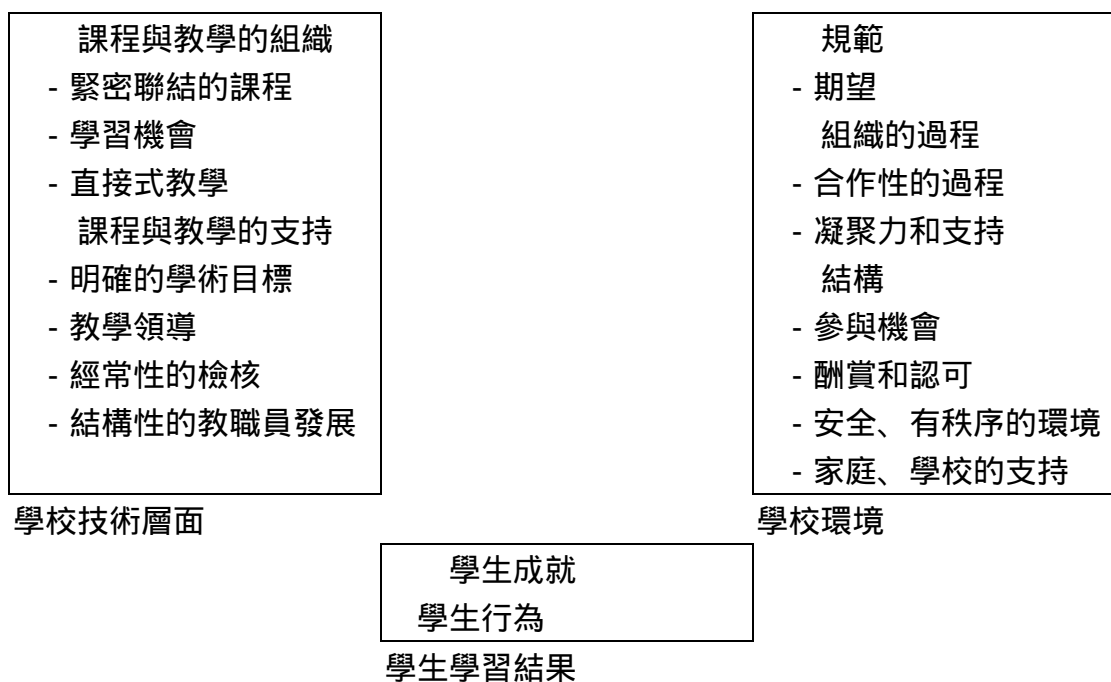 課程與教學的組織
- 緊密聯結的課程
- 學習機會
- 直接式教學
課程與教學的支持
- 明確的學術目標
- 教學領導
- 經常性的檢核
- 結構性的教職員發展
學校技術層面
規範
- 期望
組織的過程
- 合作性的過程
- 凝聚力和支持
結構
- 參與機會
- 酬賞和認可
- 安全、有秩序的環境
- 家庭、學校的支持
學校環境
學生成就
學生行為
學生學習結果